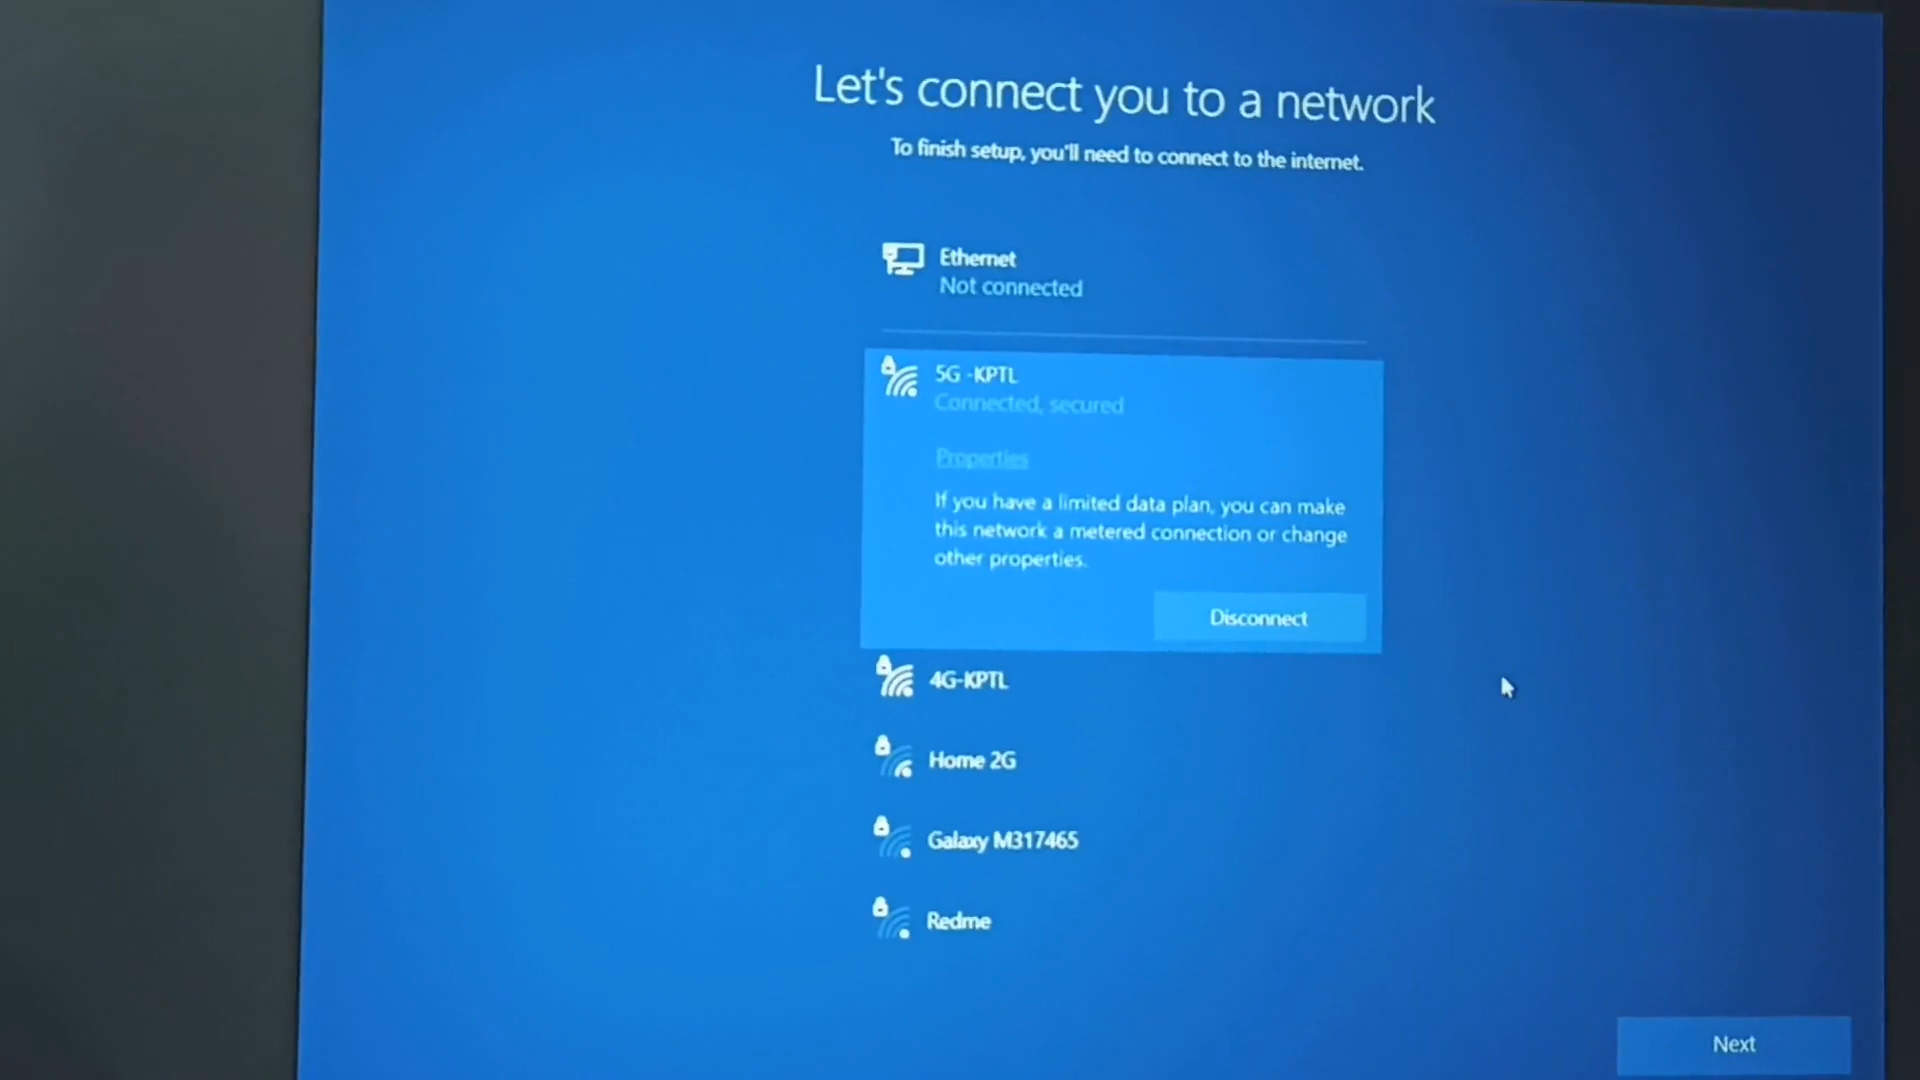 Let's connect you to a network
To finish setup, you'll need to connect to the internet.
Ethernet
Not connected
5G -KPTL
Connected, secured
Properties
If you have a limited data plan, you can make
this network a metered connection or change
other properties.
Disconnect
4G-KPTL
Home 2G
Galaxy M317465
Redme
Next